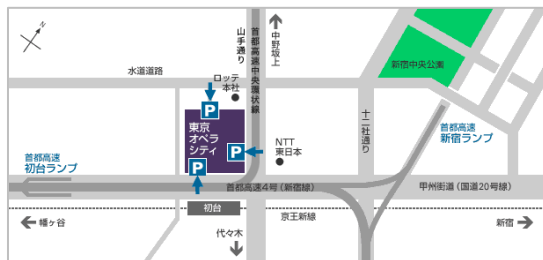 N
山手通り
首都高速中央環状線
中野坂上
新宿中央公園
水道道路
ロッテ
本社
P
東京
オペラ
シティ
P
P
NTT
東日本
十二社通り
首都高速
新宿ランプ
首都高速
初台ランプ
首都高速4号(新宿線)
甲州街道(国道20号線)
初台
京王新線
幡ヶ谷
代々木
新宿